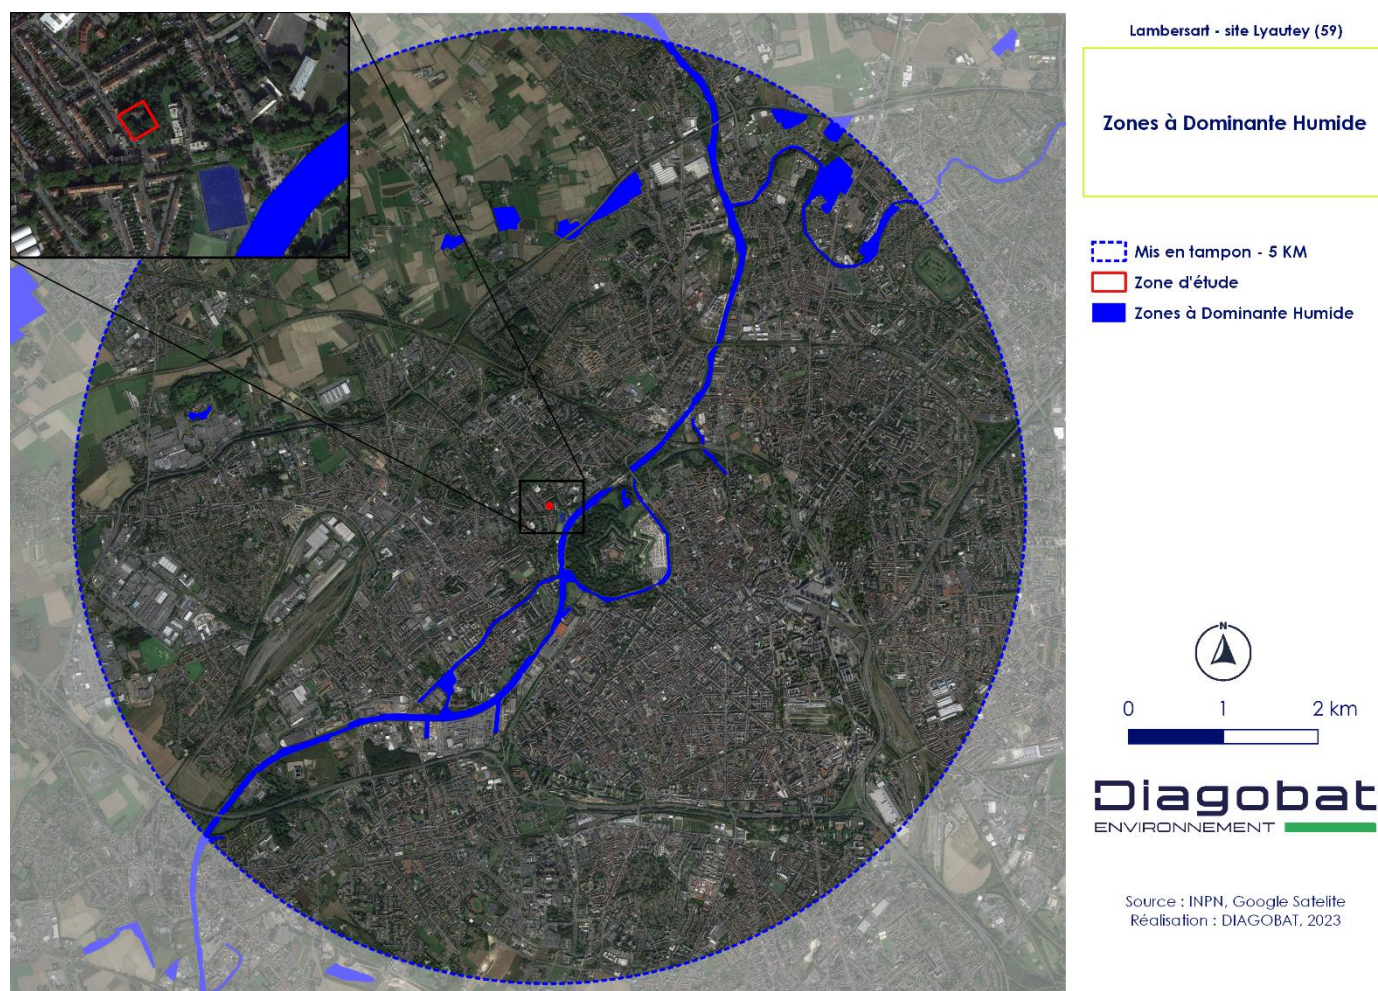 Lambersart - site Lyautey (59)
Zones à Dominante Humide
Mis en tampon - 5 KM
Zone d'étude
Zones à Dominante Humide
N
0 1 2 km
Diagobat
ENVIRONNEMENT
Source : INPN, Google Satelite
Réalisation : DIAGOBAT, 2023